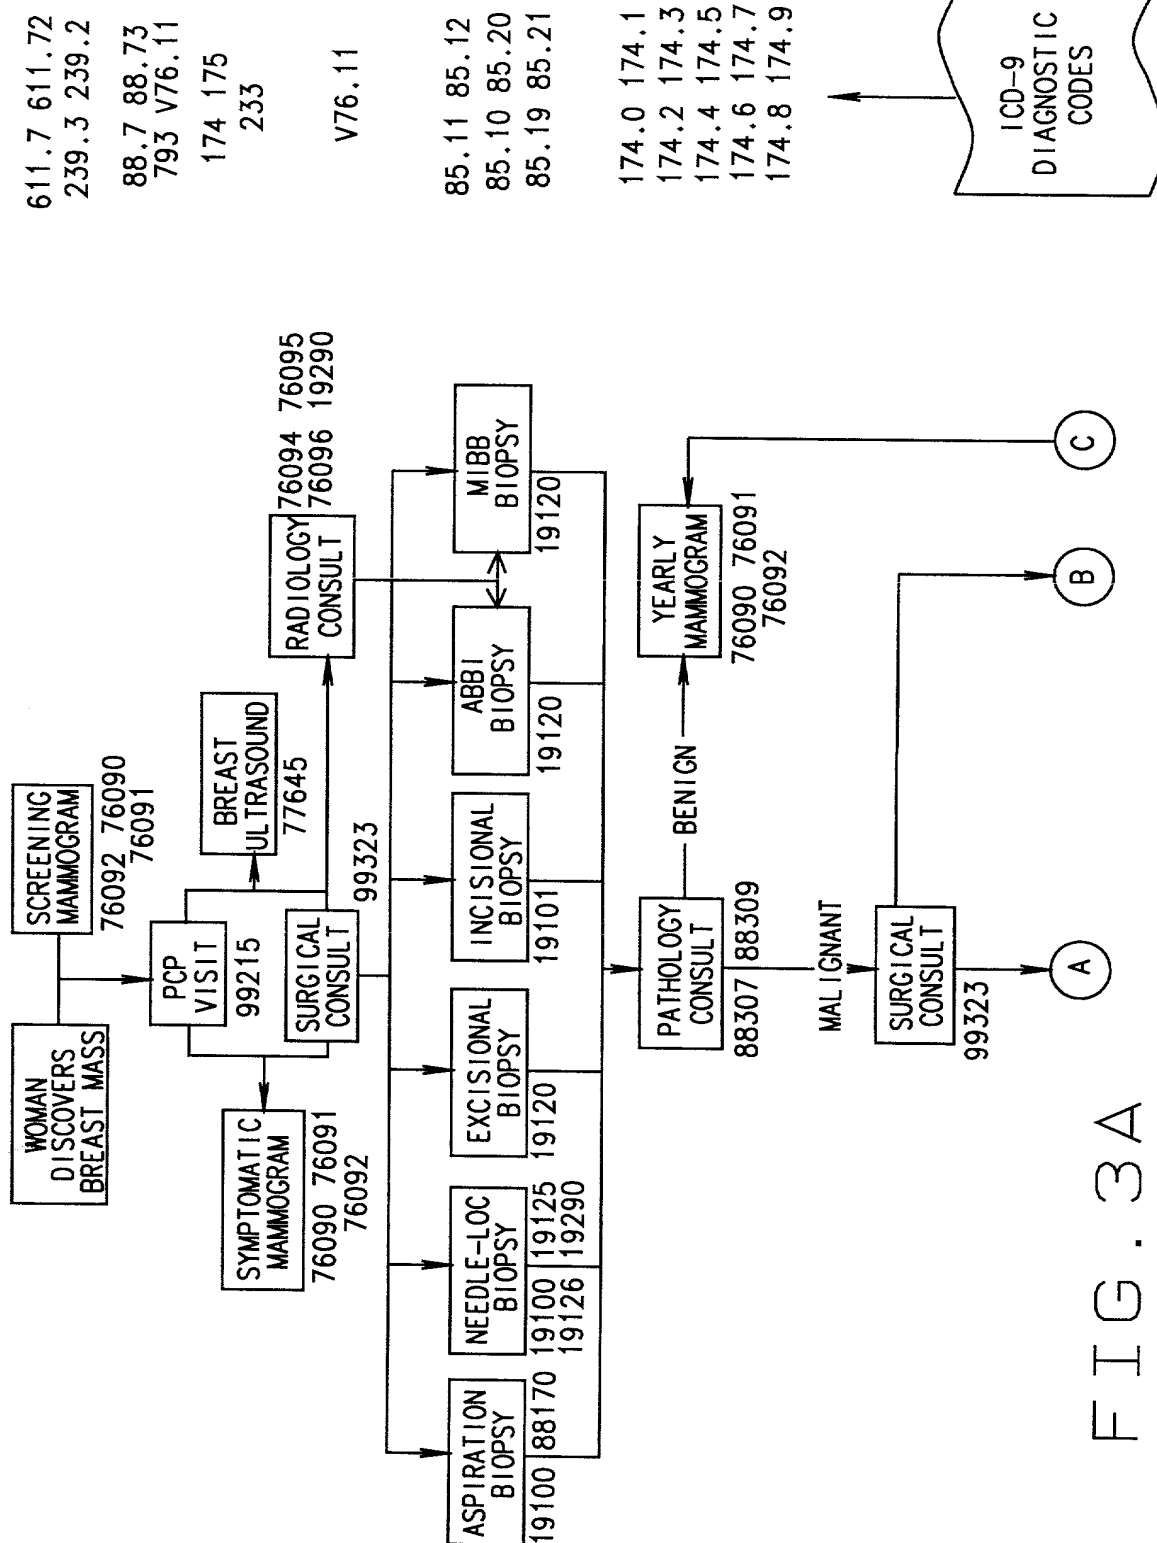 WOMAN
DISCOVERS
BREAST MASS
SCREENING
MAMMOGRAM
76092 76090
76091
611.7 611.72
239.3 239.2
PCP
VISIT
99215
88.7 88.73
793 V76.11
SYMPTOMATIC
MAMMOGRAM
76090 76091
76092
BREAST
ULTRASOUND
77645
174 175
233
SURGICAL
CONSULT
99323
RADIOLOGY
CONSULT
76094 76095
76096 19290
V76.11
ASPIRATION
BIOPSY
19100 88170
NEEDLE-LOC
BIOPSY
19100 19125
19126 19290
EXCISIONAL
BIOPSY
19120
INCISIONAL
BIOPSY
19101
ABBI
BIOPSY
19120
MIBB
BIOPSY
19120
85.11 85.12
85.10 85.20
85.19 85.21
PATHOLOGY
CONSULT
88307 88309
BENIGN
YEARLY
MAMMOGRAM
76090 76091
76092
174.0 174.1
174.2 174.3
174.4 174.5
174.6 174.7
174.8 174.9
MALIGNANT
SURGICAL
CONSULT
99323
A
B
C
ICD-9
DIAGNOSTIC
CODES
FIG. 3A